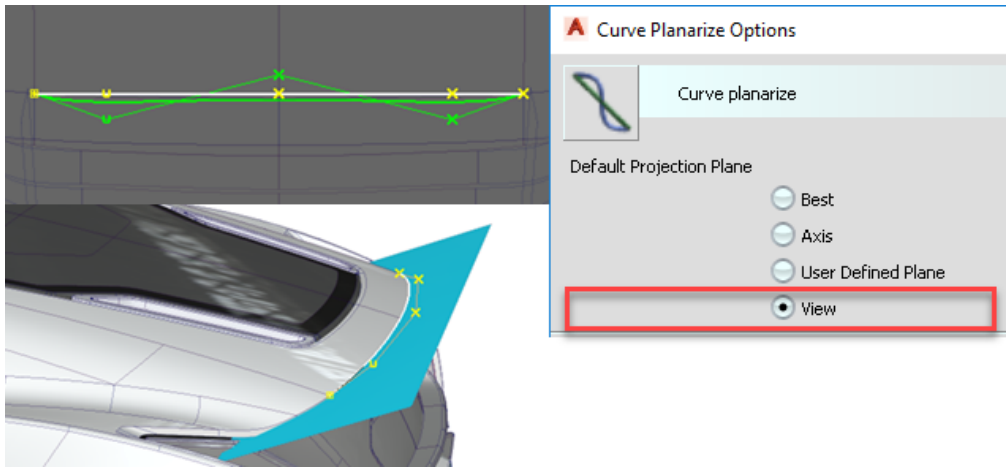 Curve Planarize Options
Curve planarize
Default Projection Plane
Best
Axis
User Defined Plane
View